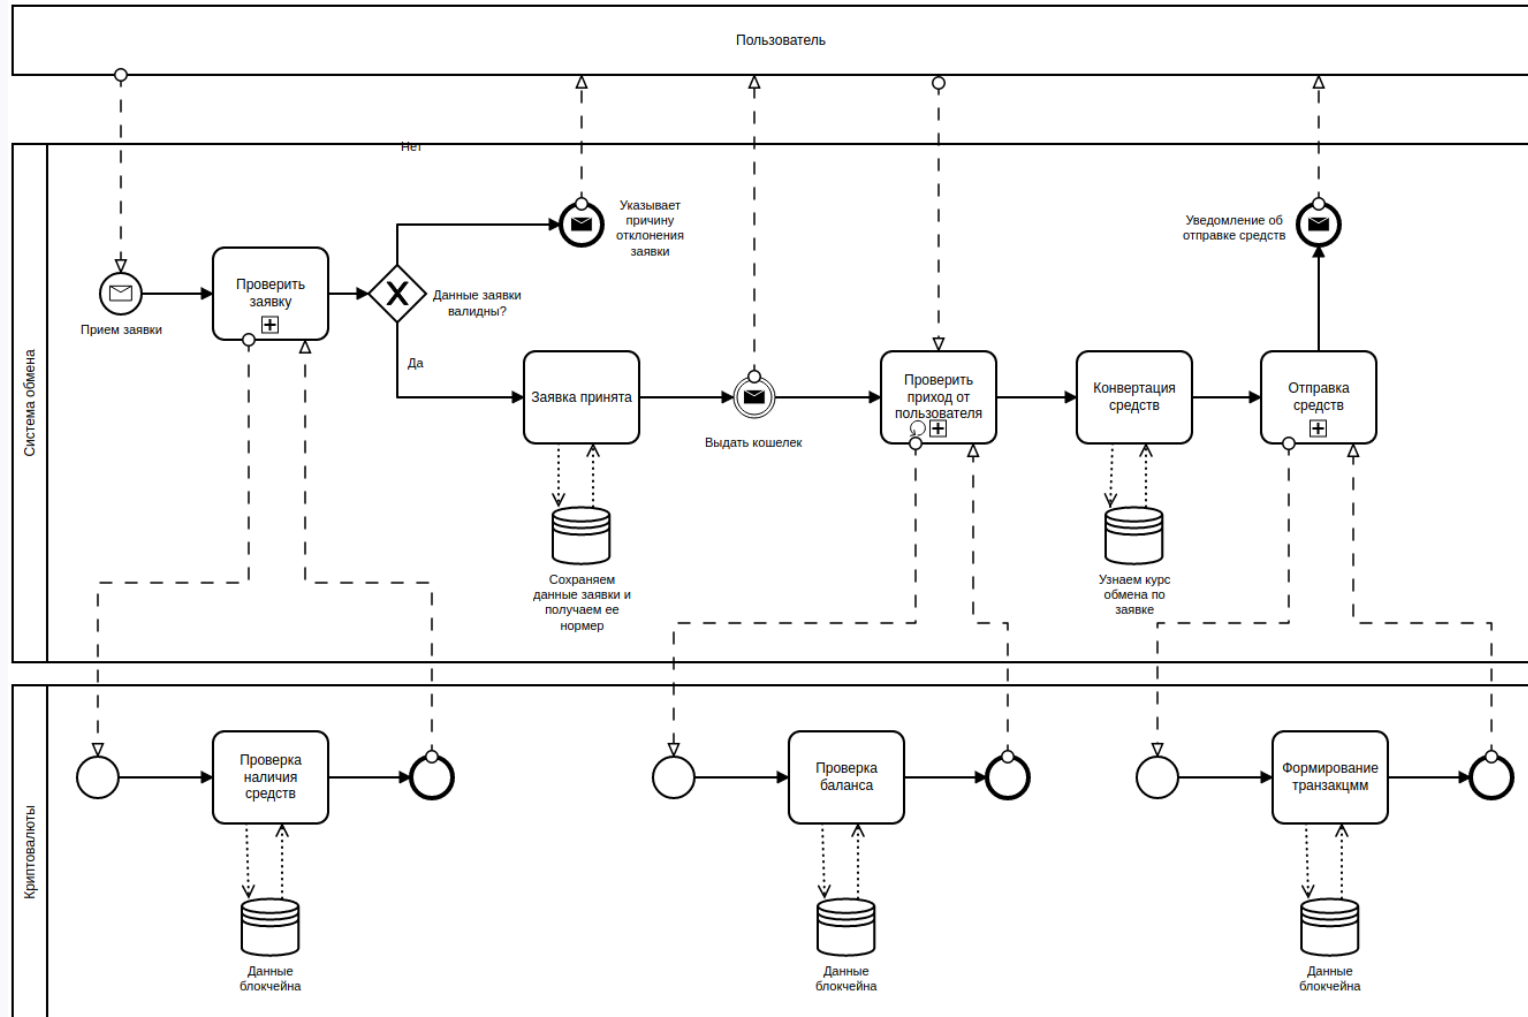 Пользователь
Система обмена
Нет
Указывает
причину
отклонения
заявки
Уведомление об
отправке средств
Прием заявки
Проверить
заявку
Данные заявки
валидны?
Да
Заявка принята
Выдать кошелек
Проверить
приход от
пользователя
Конвертация
средств
Отправка
средств
Сохраняем
данные заявки и
получаем ее
нормер
Узнаем курс
обмена по
заявке
Криптовалюты
Проверка
наличия
средств
Проверка
баланса
Формирование
транзакцмм
Данные
блокчейна
Данные
блокчейна
Данные
блокчейна